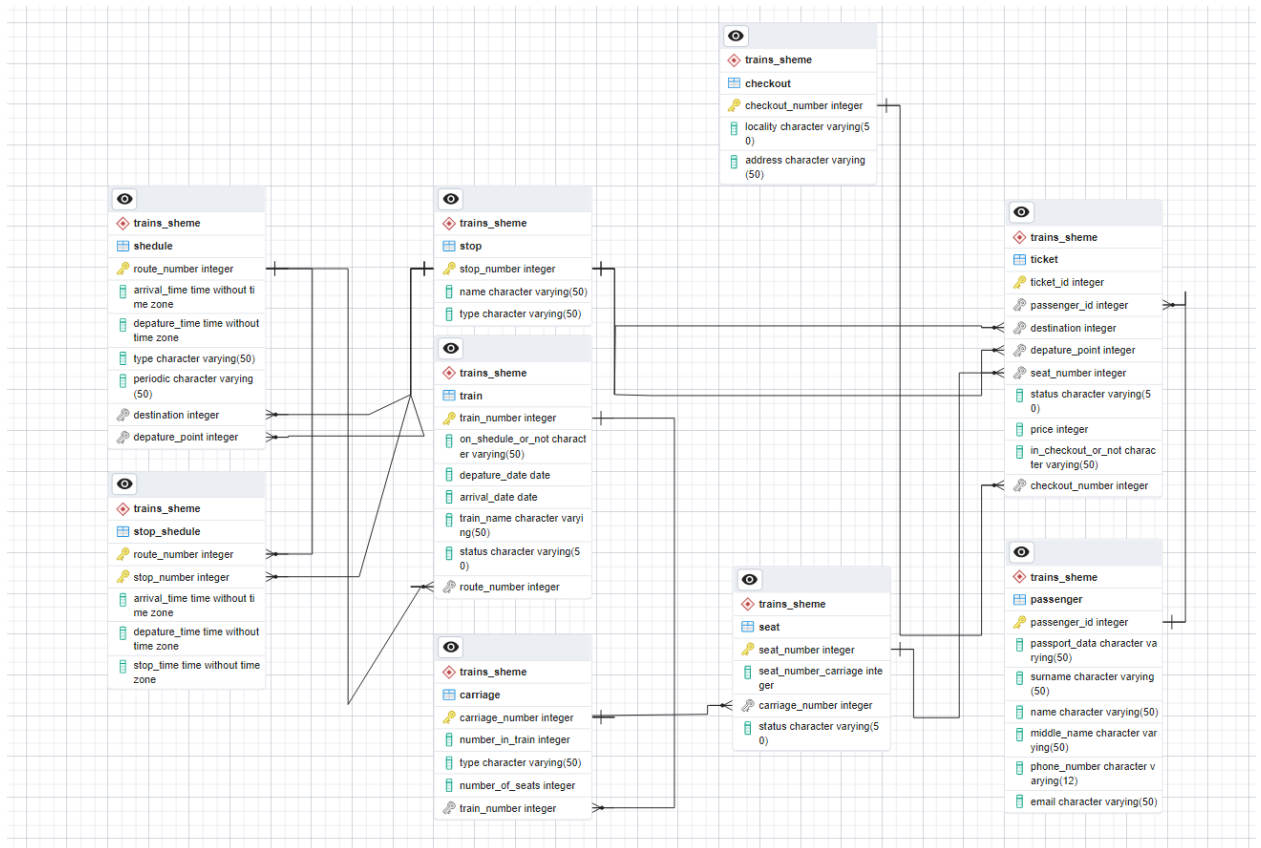 trains_sheme
checkout
checkout_number integer
locality character varying(5
0)
address character varying
(50)
trains_sheme
shedule
route_number integer
arrival_time time without ti
me zone
depature_time time without
time zone
type character varying(50)
periodic character varying
(50)
destination integer
depature_point integer
trains_sheme
stop
stop_number integer
name character varying(50)
type character varying(50)
trains_sheme
train
train_number integer
on_shedule_or_not charact
er varying(50)
depature_date date
arrival_date date
train_name character varyi
ng(50)
status character varying(5
0)
route_number integer
trains_sheme
ticket
ticket_id integer
passenger_id integer
destination integer
depature_point integer
seat_number integer
status character varying(5
0)
price integer
in_checkout_or_not charac
ter varying(50)
checkout_number integer
trains_sheme
stop_shedule
route_number integer
stop_number integer
arrival_time time without ti
me zone
depature_time time without
time zone
stop_time time without time
zone
trains_sheme
carriage
carriage_number integer
number_in_train integer
type character varying(50)
number_of_seats integer
train_number integer
trains_sheme
seat
seat_number integer
seat_number_carriage inte
ger
carriage_number integer
status character varying(5
0)
trains_sheme
passenger
passenger_id integer
passport_data character va
rying(50)
surname character varying
(50)
name character varying(50)
middle_name character var
ying(50)
phone_number character v
arying(12)
email character varying(50)